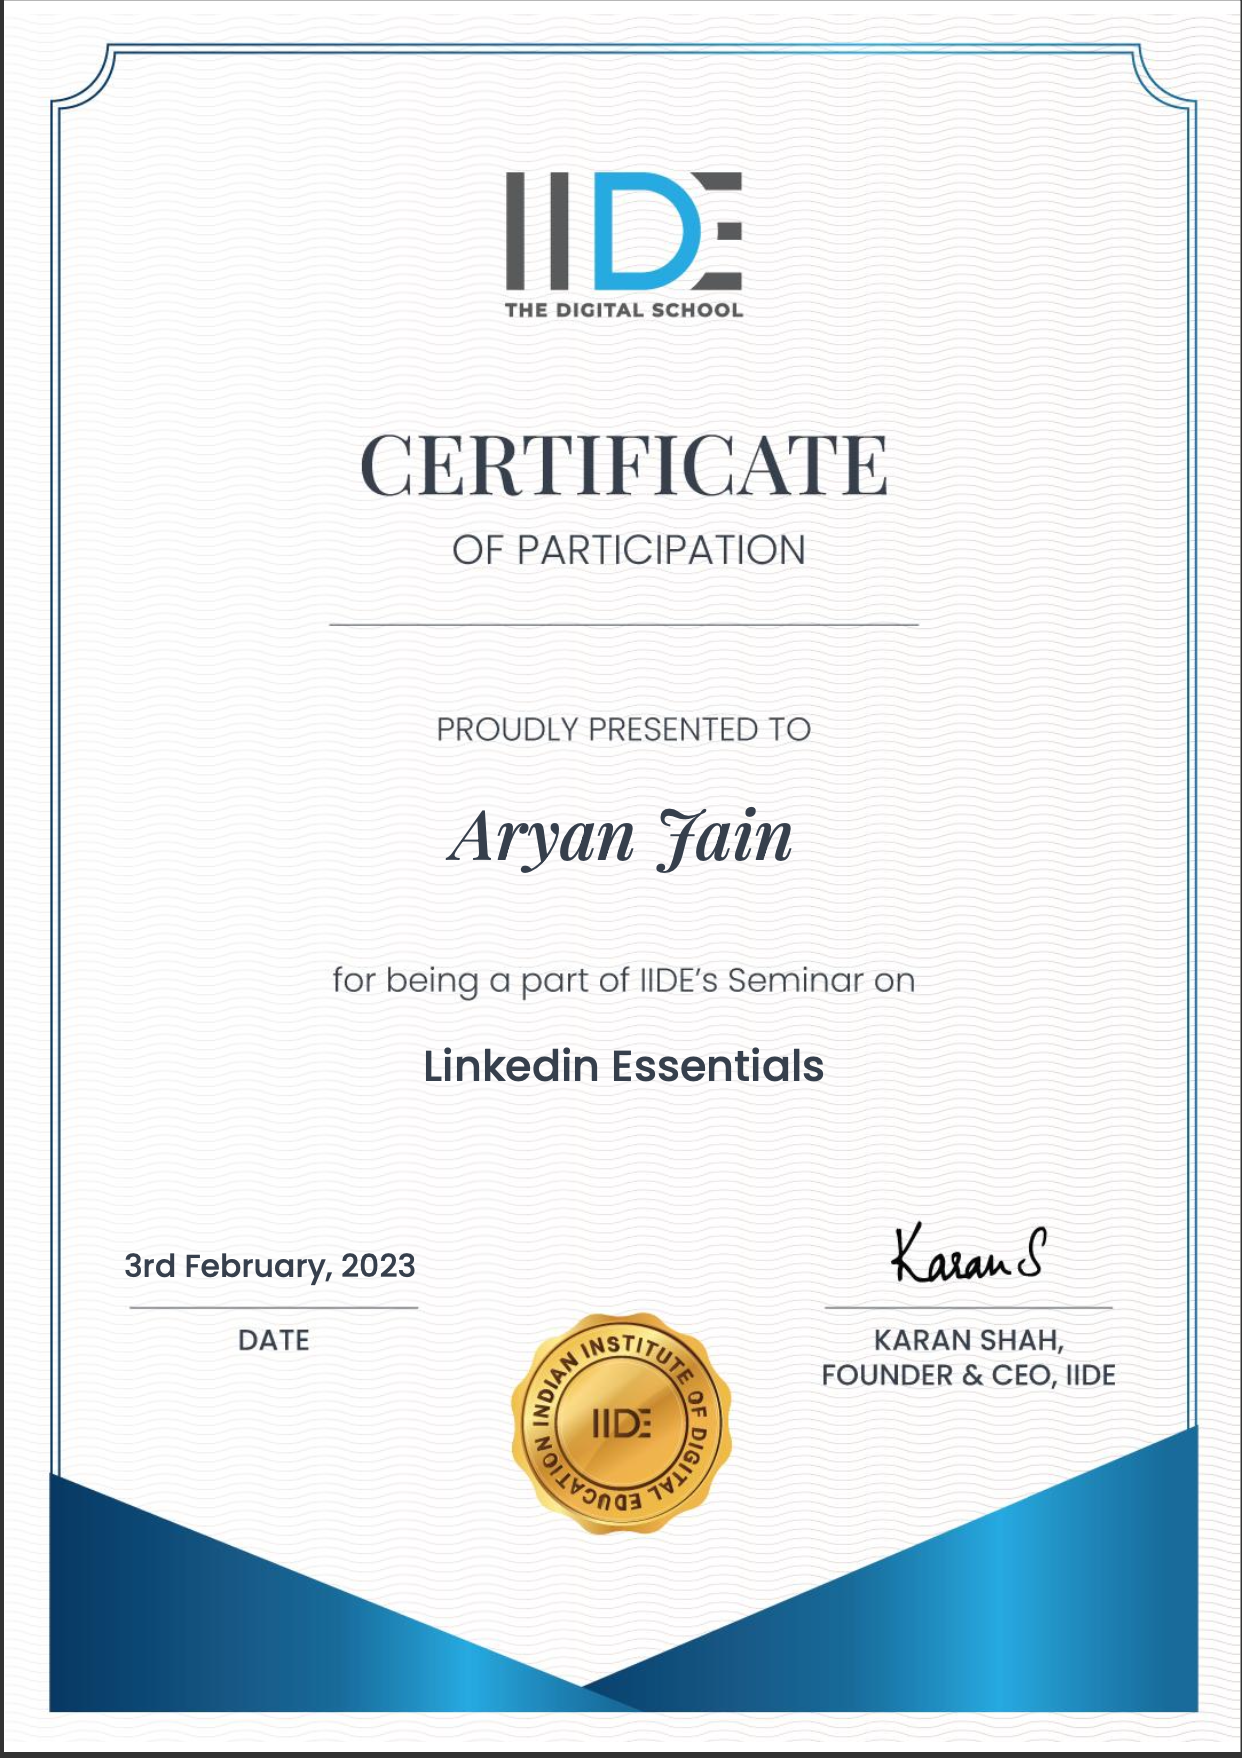 IIDE
THE DIGITAL SCHOOL
CERTIFICATE
OF PARTICIPATION
PROUDLY PRESENTED TO
Aryan Jain
for being a part of IIDE's Seminar on
Linkedin Essentials
3rd February, 2023
DATE
Karan S
KARAN SHAH,
FOUNDER & CEO, IIDE
INDIAN INSTITUTE OF DIGITAL EDUCATION
IIDE